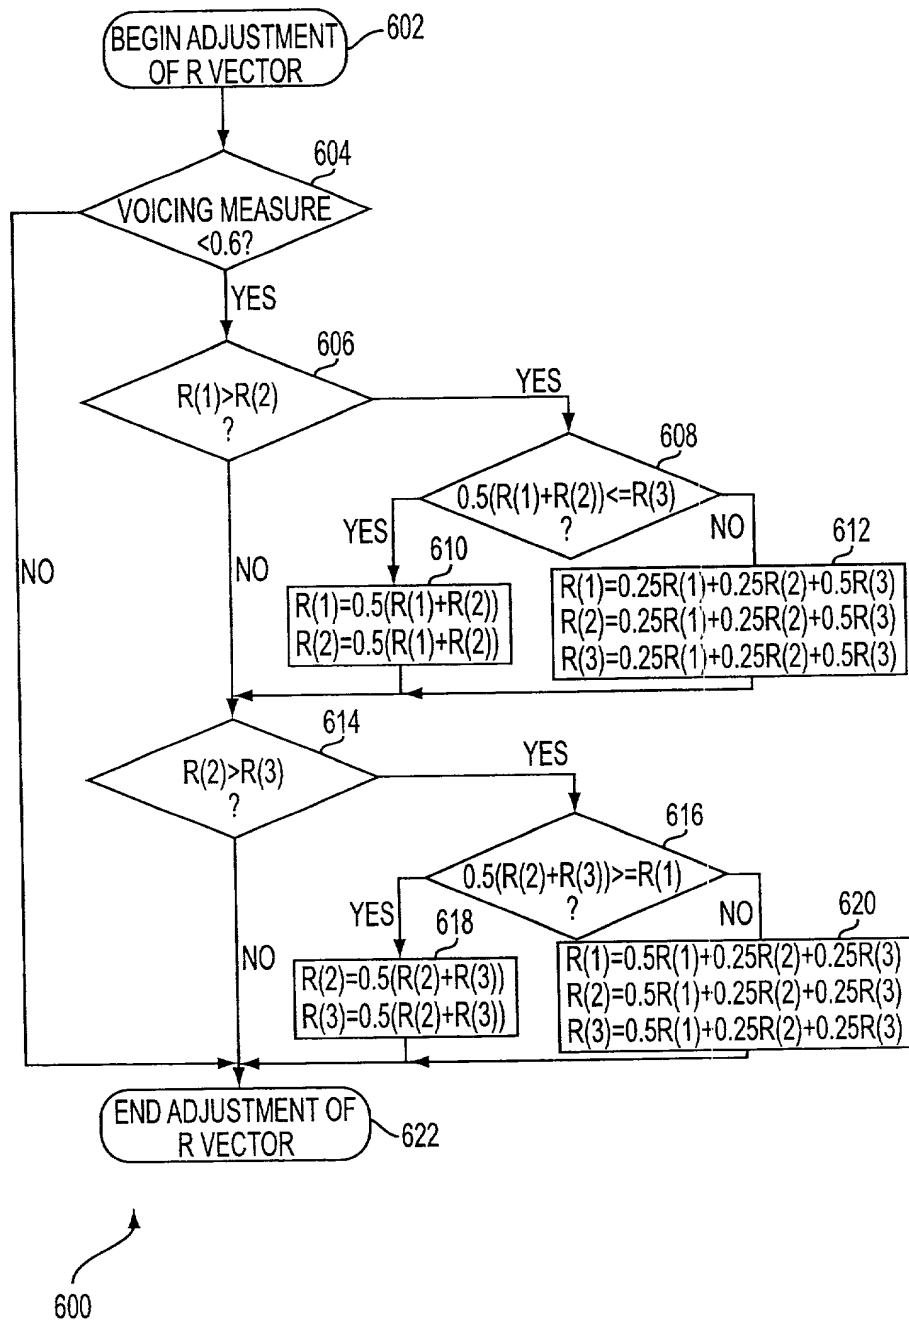 BEGIN ADJUSTMENT
OF R VECTOR
602
604
VOICING MEASURE
<0.6?
YES
606
R(1)>R(2)
?
YES
608
0.5(R(1)+R(2))<=R(3)
?
YES
NO
NO
NO
610
R(1)=0.5(R(1)+R(2))
R(2)=0.5(R(1)+R(2))
612
R(1)=0.25R(1)+0.25R(2)+0.5R(3)
R(2)=0.25R(1)+0.25R(2)+0.5R(3)
R(3)=0.25R(1)+0.25R(2)+0.5R(3)
614
R(2)>R(3)
?
YES
616
0.5(R(2)+R(3))>=R(1)
?
YES
NO
NO
618
R(2)=0.5(R(2)+R(3))
R(3)=0.5(R(2)+R(3))
620
R(1)=0.5R(1)+0.25R(2)+0.25R(3)
R(2)=0.5R(1)+0.25R(2)+0.25R(3)
R(3)=0.5R(1)+0.25R(2)+0.25R(3)
END ADJUSTMENT OF
R VECTOR
622
600